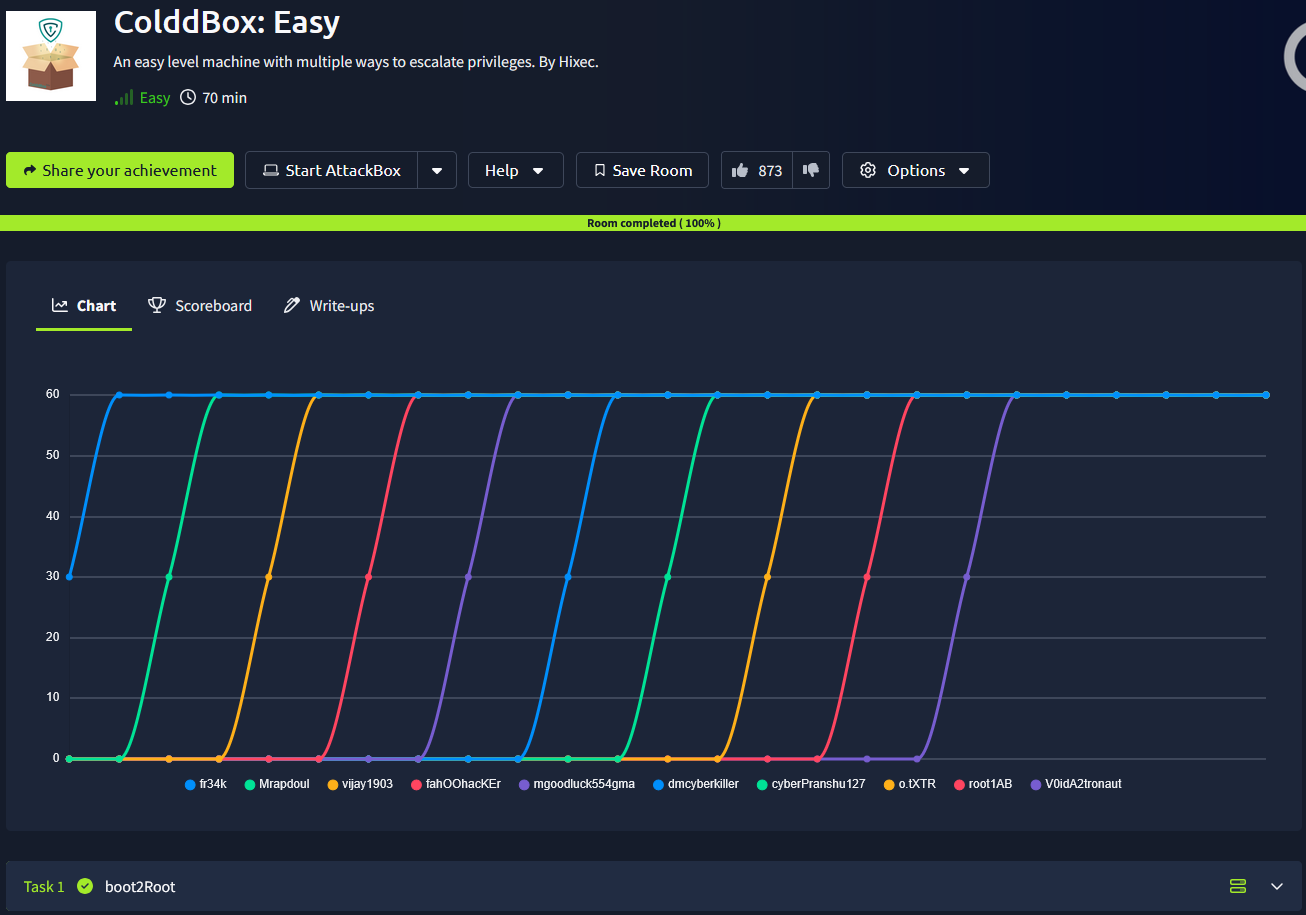 ColddBox: Easy
An easy level machine with multiple ways to escalate privileges. By Hixec.
Easy 70 min
Share your achievement Start AttackBox Help Save Room 873 Options
Room completed ( 100% )
Chart Scoreboard Write-ups
60
50
40
30
20
10
0
fr34k Mrapdoul vijay1903 fahOOhacKEr mgoodluck554gma dmcyberkiller cyberPranshu127 o.tXTR root1AB V0idA2tronaut
Task 1 boot2Root